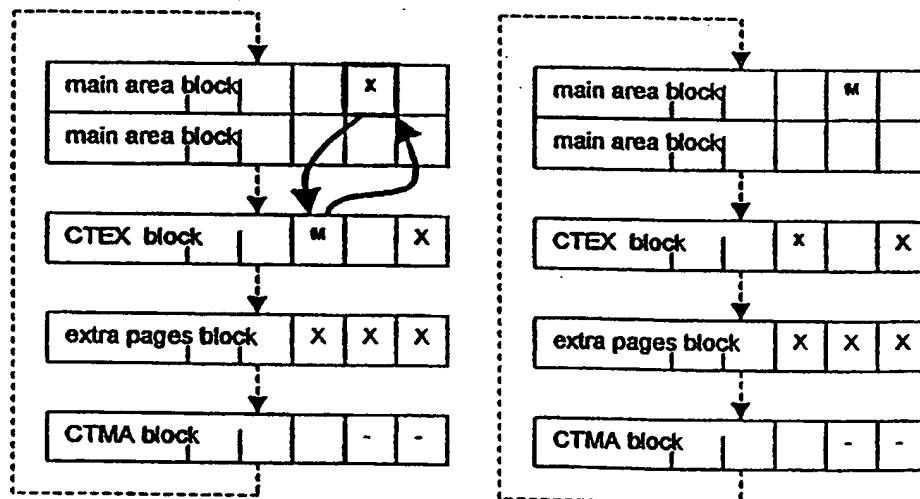 main area block x
main area block
CTEX block M X
extra pages block X X X
CTMA block - -
main area block M
main area block
CTEX block x X
extra pages block X X X
CTMA block - -